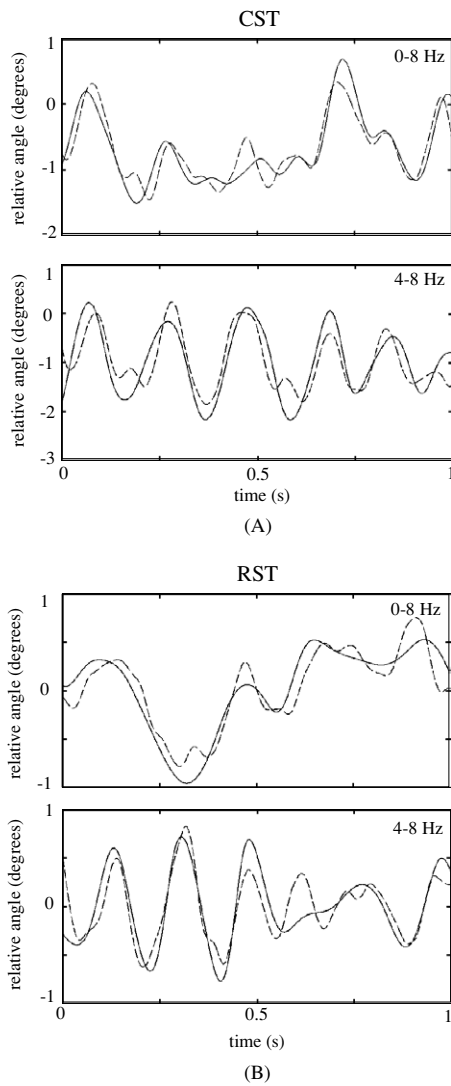 CST
0-8 Hz
relative angle (degrees)
1
0
-1
-2
4-8 Hz
relative angle (degrees)
1
0
-1
-2
-3
0
0.5
1
time (s)
(A)
RST
0-8 Hz
relative angle (degrees)
1
0
-1
4-8 Hz
relative angle (degrees)
1
0
-1
0
0.5
1
time (s)
(B)